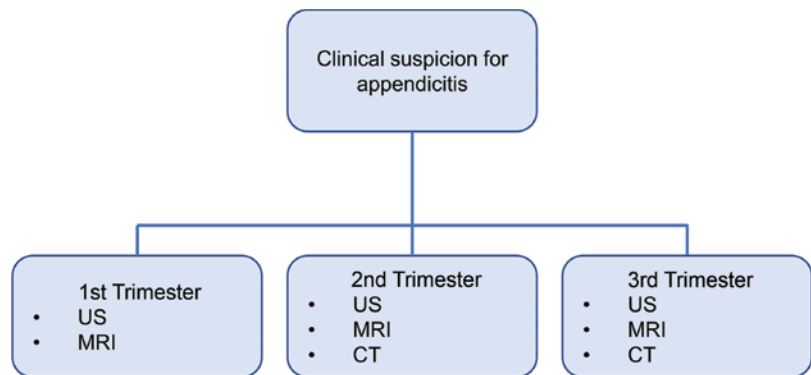 Clinical suspicion for
appendicitis
1st Trimester
• US
• MRI
2nd Trimester
• US
• MRI
• CT
3rd Trimester
• US
• MRI
• CT